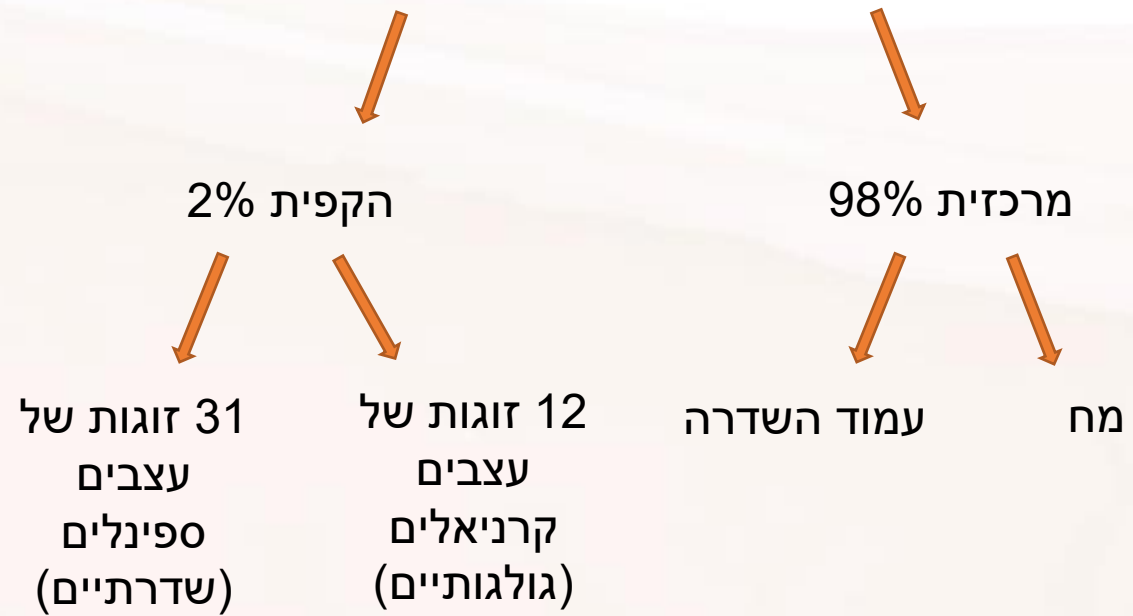 מרכזית 98%
הקפית 2%
מח
עמוד השדרה
12 זוגות של
עצבים
קרניאלים
(גולגותיים)
31 זוגות של
עצבים
ספינלים
(שדרתיים)